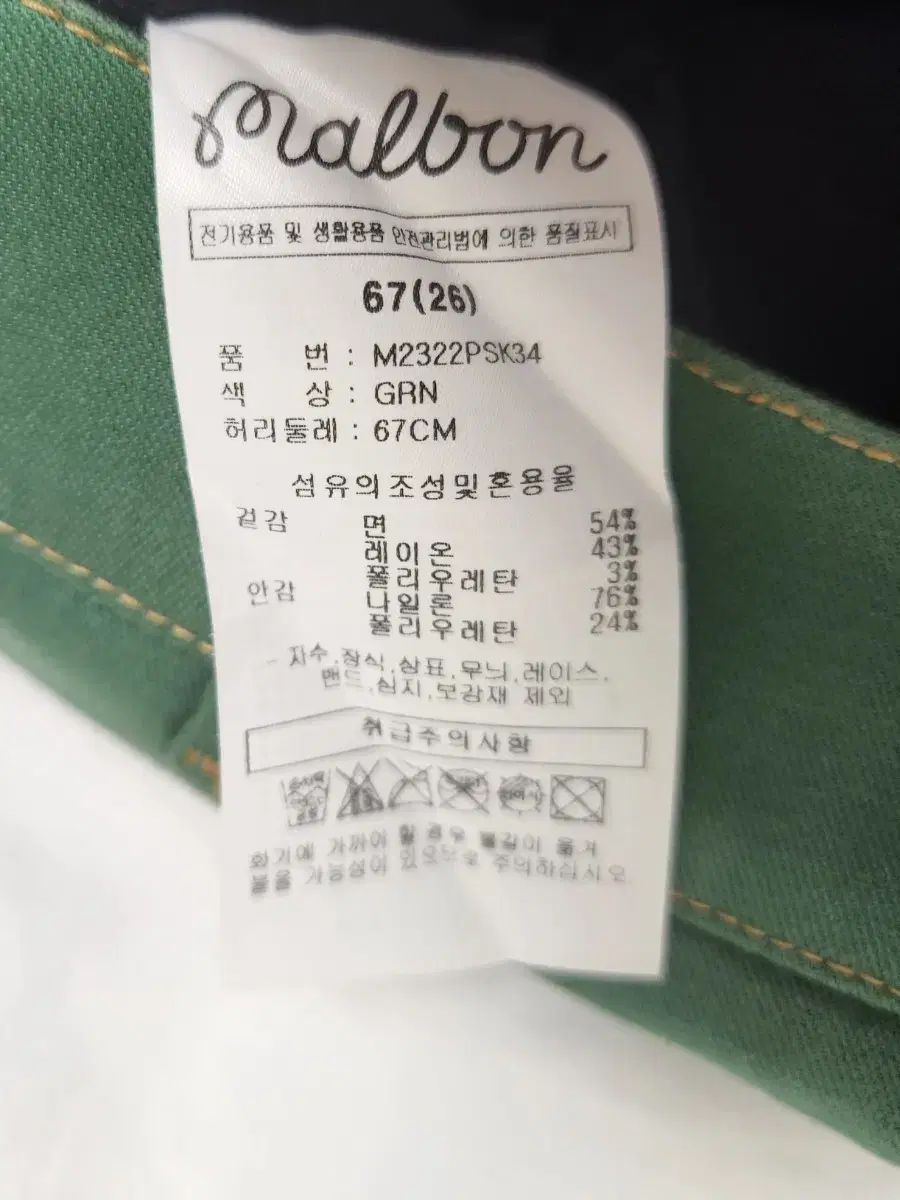 malbon
전기용품 및 생활용품 안전관리법에 의한 품질표시
67(26)
품 번 : M2322PSK34
색 상 : GRN
허리둘레 : 67CM
섬유의조성및혼용율
겉감 면 54%
레이온 43%
폴리우레탄 3%
안감 나일론 76%
폴리우레탄 24%
- 자수,장식,상표,무늬,레이스,
밴드,심지,보강재 제외
취급주의사항
화기에 가까이 할 경우 불길이 옮겨
붙을 가능성이 있으므로 주의하십시오